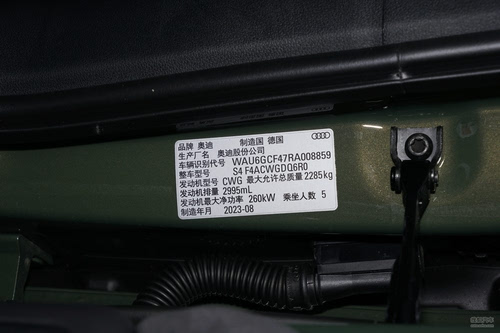 品牌 奥迪 制造国 德国
生产厂名 奥迪股份公司
车辆识别代号 WAU6GCF47RA008859
整车型号 S4 F4ACWGDQ6R0
发动机型号 CWG 最大允许总质量 2285kg
发动机排量 2995mL
发动机最大净功率 260kW 乘坐人数 5
制造年月 2023-08